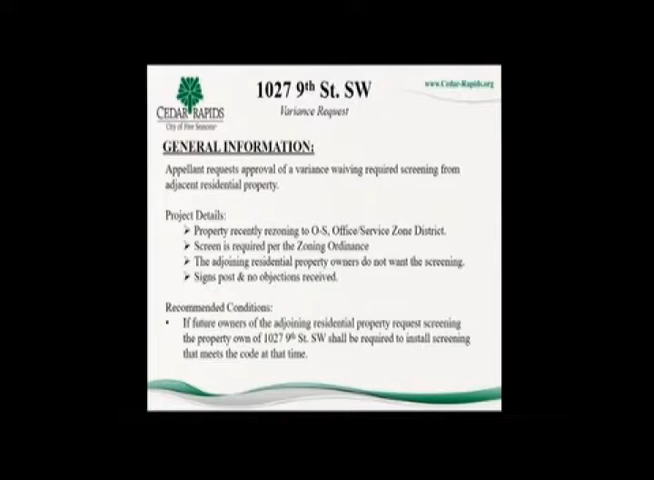 CEDAR RAPIDS
City of Five Seasons
1027 9th St. SW
Variance Request
www.Cedar-Rapids.org
GENERAL INFORMATION:
Appellant requests approval of a variance waiving required screening from
adjacent residential property.
Project Details:
➢ Property recently rezoning to O-S, Office/Service Zone District.
➢ Screen is required per the Zoning Ordinance
➢ The adjoining residential property owners do not want the screening.
➢ Signs post & no objections received.
Recommended Conditions:
• If future owners of the adjoining residential property request screening
the property own of 1027 9th St. SW shall be required to install screening
that meets the code at that time.